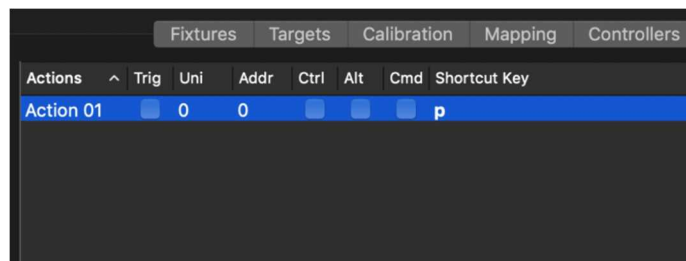 Fixtures Targets Calibration Mapping Controllers
Actions Trig Uni Addr Ctrl Alt Cmd Shortcut Key
Action 01 0 0 p